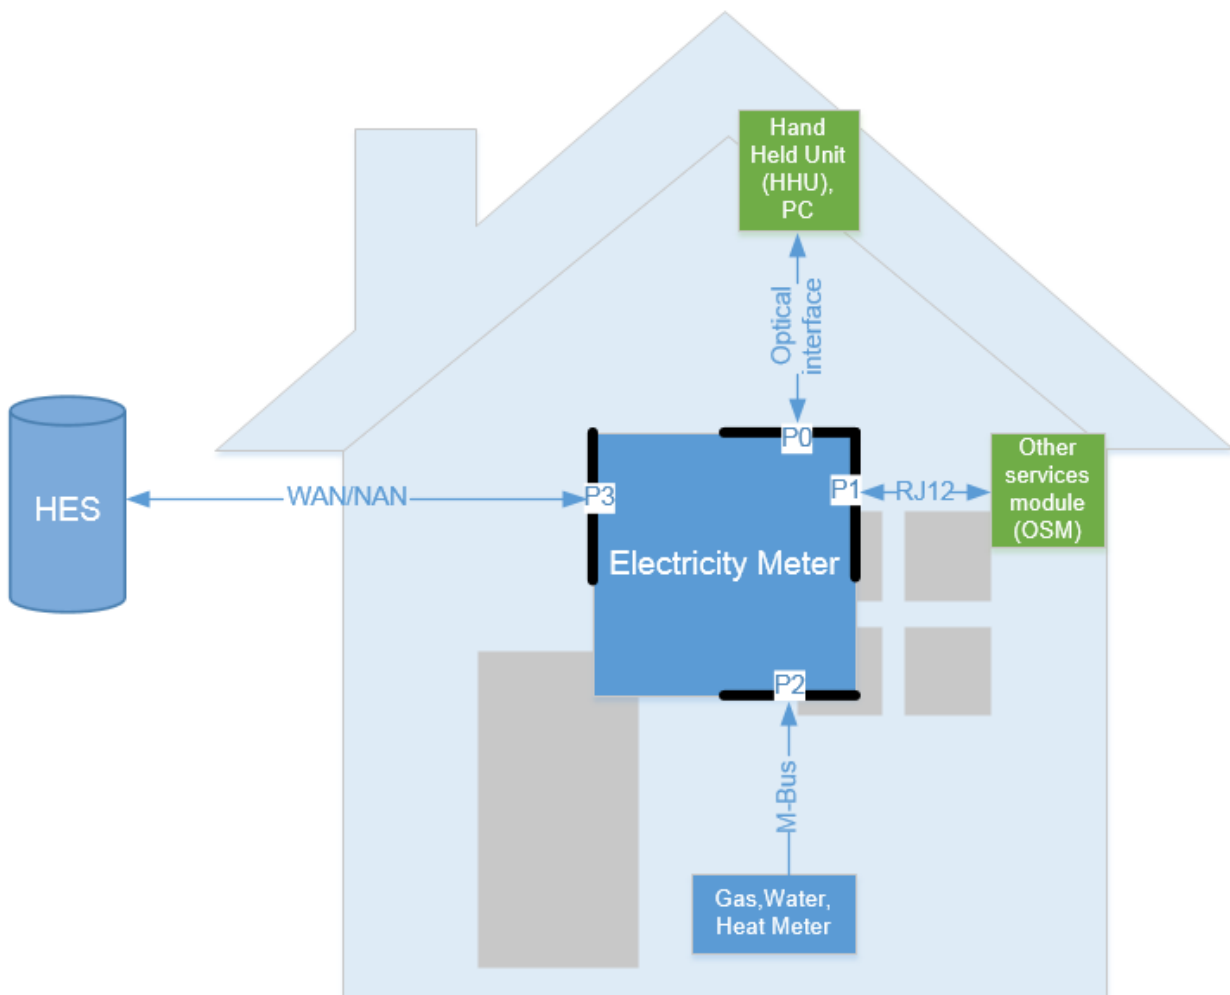 Hand
Held Unit
(HHU),
PC
Optical
interface
P0
HES
WAN/NAN
P3
P1
RJ12
Other
services
module
(OSM)
Electricity Meter
P2
M-Bus
Gas,Water,
Heat Meter